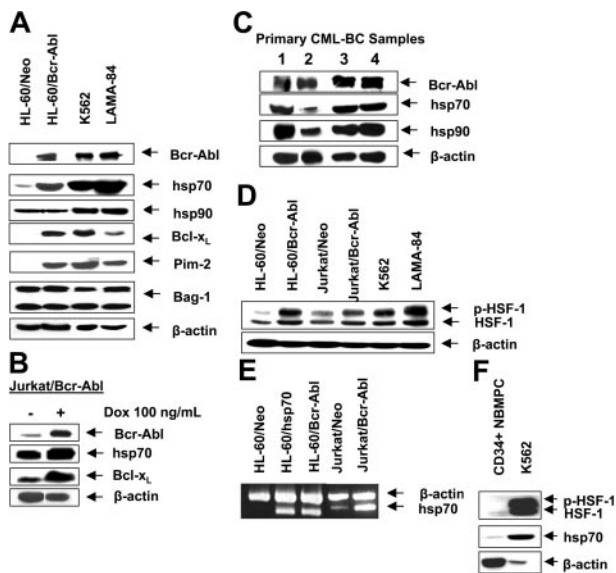 A
HL-60/Neo
HL-60/Bcr-Abl
K562
LAMA-84
Bcr-Abl
hsp70
hsp90
Bcl-xL
Pim-2
Bag-1
β-actin
B
Jurkat/Bcr-Abl
- + Dox 100 ng/mL
Bcr-Abl
hsp70
Bcl-xL
β-actin
C
Primary CML-BC Samples
1 2 3 4
Bcr-Abl
hsp70
hsp90
β-actin
D
HL-60/Neo
HL-60/Bcr-Abl
Jurkat/Neo
Jurkat/Bcr-Abl
K562
LAMA-84
p-HSF-1
HSF-1
β-actin
E
HL-60/Neo
HL-60/hsp70
HL-60/Bcr-Abl
Jurkat/Neo
Jurkat/Bcr-Abl
β-actin
hsp70
F
CD34+ NBMPC
K562
p-HSF-1
HSF-1
hsp70
β-actin